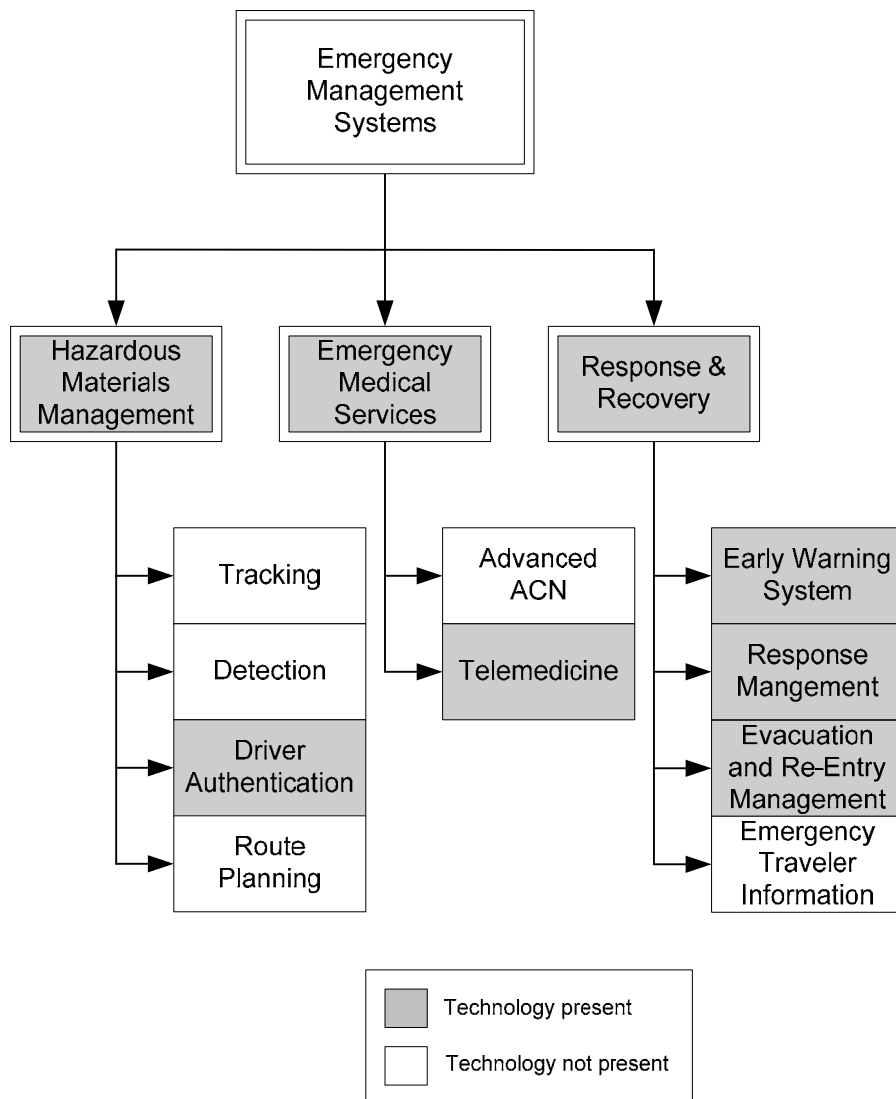 Emergency
Management
Systems
Hazardous
Materials
Management
Emergency
Medical
Services
Response &
Recovery
Tracking
Detection
Driver
Authentication
Route
Planning
Advanced
ACN
Telemedicine
Early Warning
System
Response
Mangement
Evacuation
and Re-Entry
Management
Emergency
Traveler
Information
Technology present
Technology not present